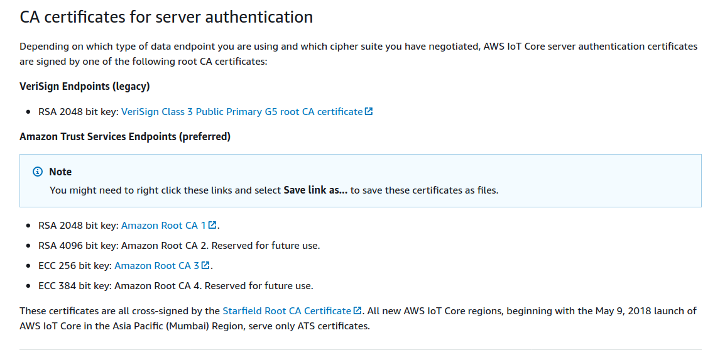 CA certificates for server authentication
Depending on which type of data endpoint you are using and which cipher suite you have negotiated, AWS IoT Core server authentication certificates
are signed by one of the following root CA certificates:
VeriSign Endpoints (legacy)
• RSA 2048 bit key: VeriSign Class 3 Public Primary G5 root CA certificate
Amazon Trust Services Endpoints (preferred)
Note
You might need to right click these links and select Save link as... to save these certificates as files.
• RSA 2048 bit key: Amazon Root CA 1.
• RSA 4096 bit key: Amazon Root CA 2. Reserved for future use.
• ECC 256 bit key: Amazon Root CA 3.
• ECC 384 bit key: Amazon Root CA 4. Reserved for future use.
These certificates are all cross-signed by the Starfield Root CA Certificate. All new AWS IoT Core regions, beginning with the May 9, 2018 launch of
AWS IoT Core in the Asia Pacific (Mumbai) Region, serve only ATS certificates.